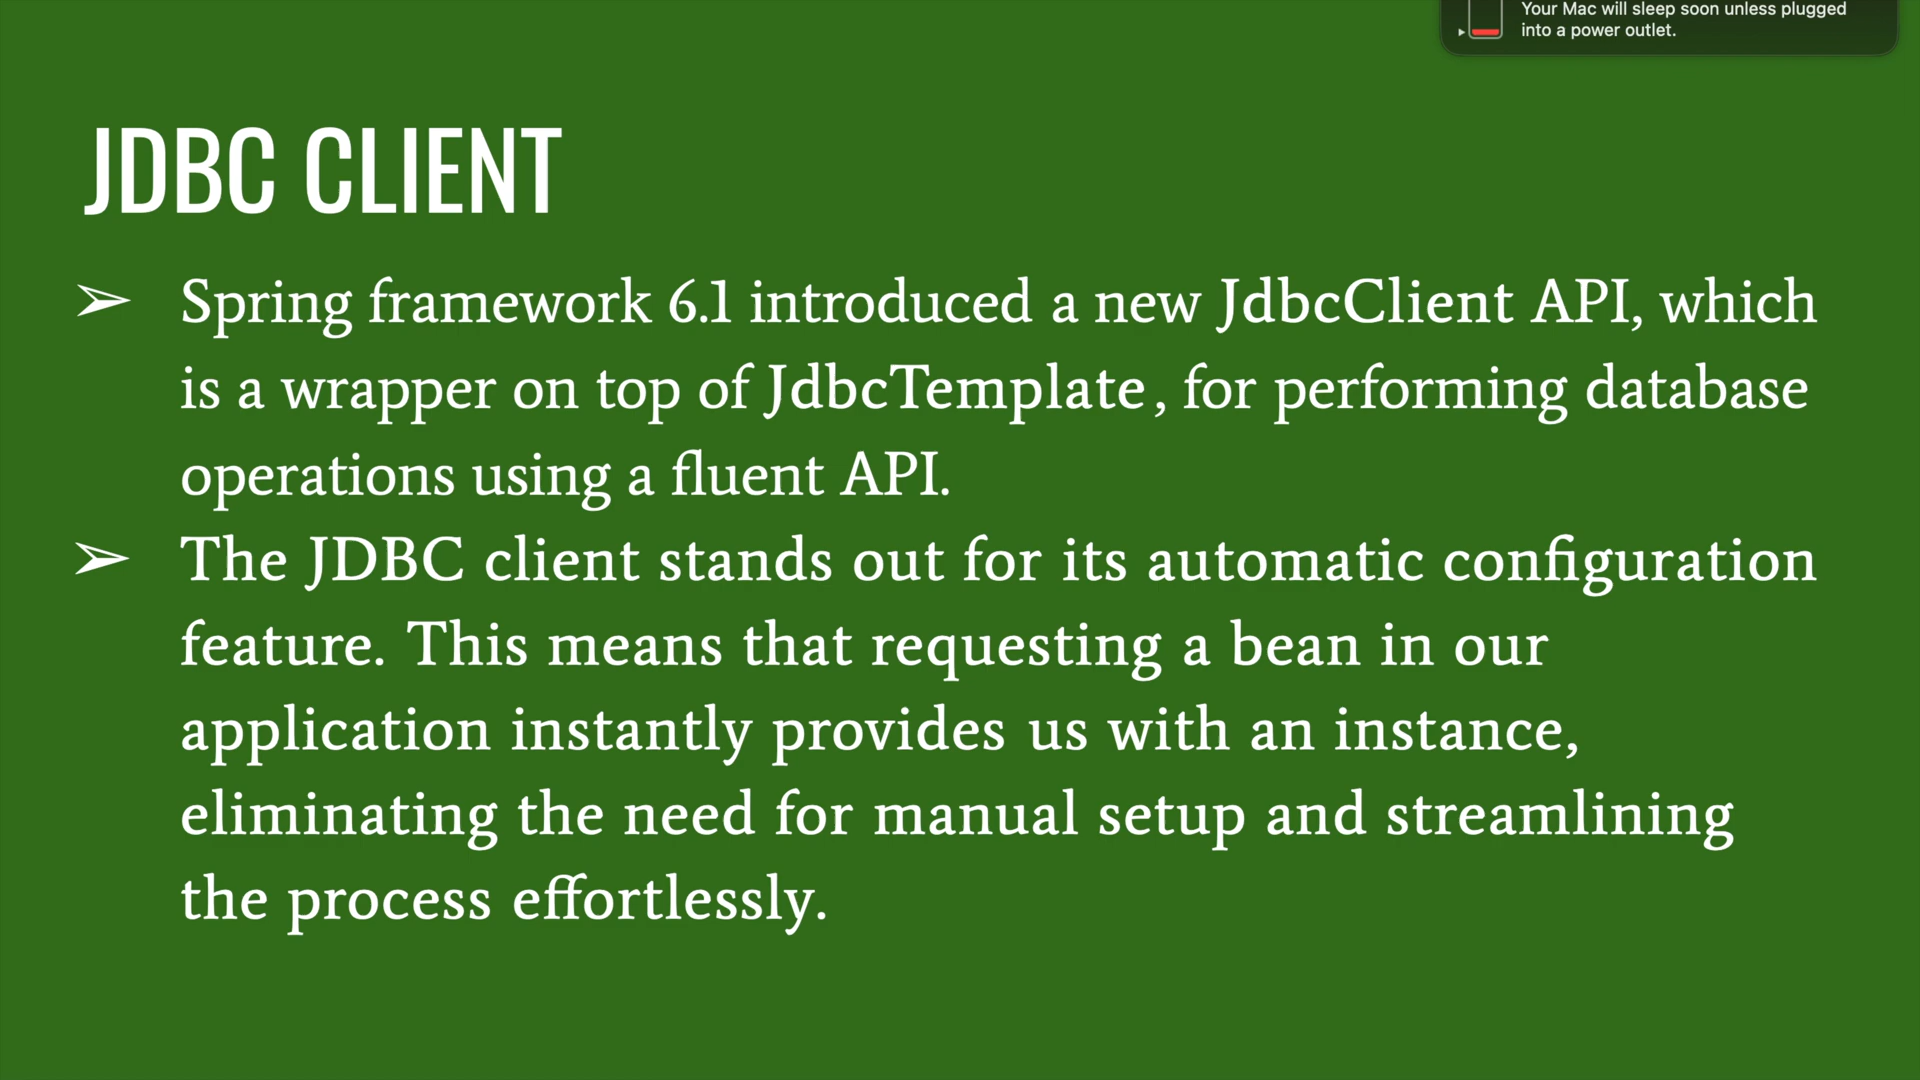 Your Mac will sleep soon unless plugged
into a power outlet.
JDBC CLIENT
➢ Spring framework 6.1 introduced a new JdbcClient API, which
is a wrapper on top of JdbcTemplate, for performing database
operations using a fluent API.
➢ The JDBC client stands out for its automatic configuration
feature. This means that requesting a bean in our
application instantly provides us with an instance,
eliminating the need for manual setup and streamlining
the process effortlessly.